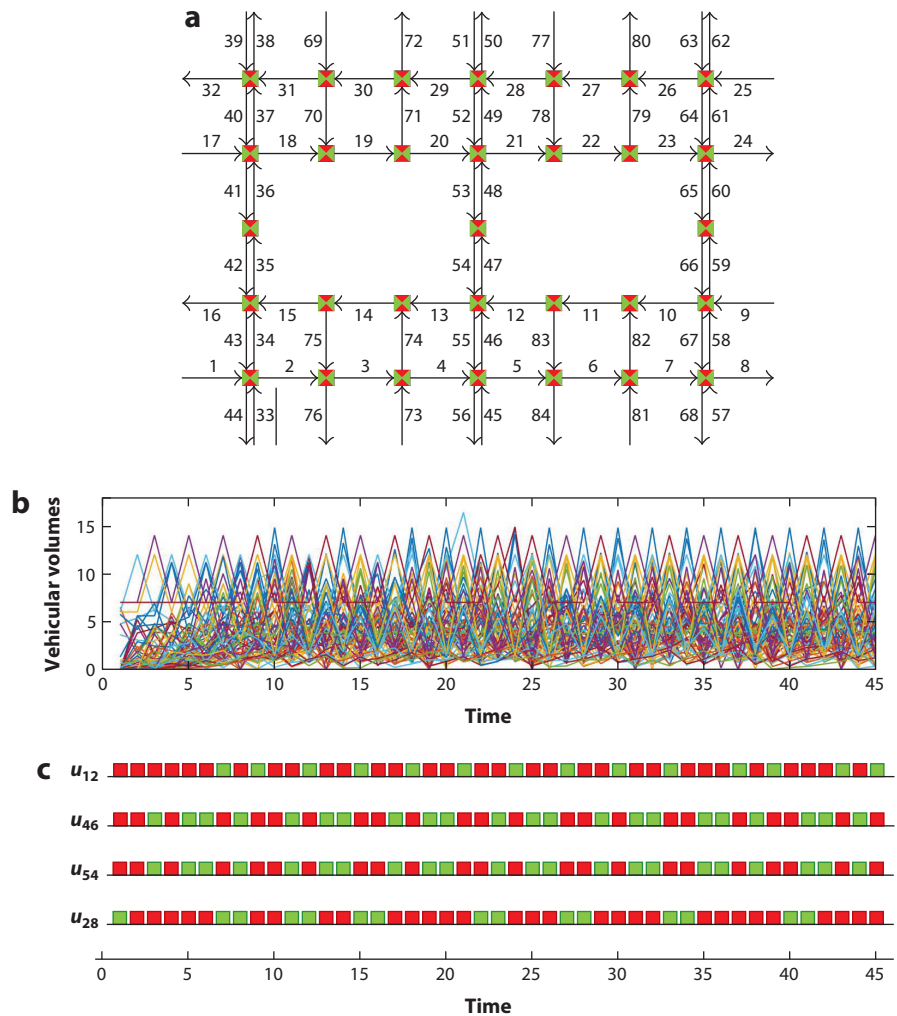 a
39 38 69 72 51 50 77 80 63 62
32 31 30 29 28 27 26 25
40 37 70 71 52 49 78 79 64 61
17 18 19 20 21 22 23 24
41 36 53 48 65 60
42 35 54 47 66 59
16 15 14 13 12 11 10 9
43 34 75 74 55 46 83 82 67 58
1 2 3 4 5 6 7 8
44 33 76 73 56 45 84 81 68 57
b
Vehicular volumes
15
10
5
0
0 5 10 15 20 25 30 35 40 45
Time
c
u12
u46
u54
u28
0 5 10 15 20 25 30 35 40 45
Time